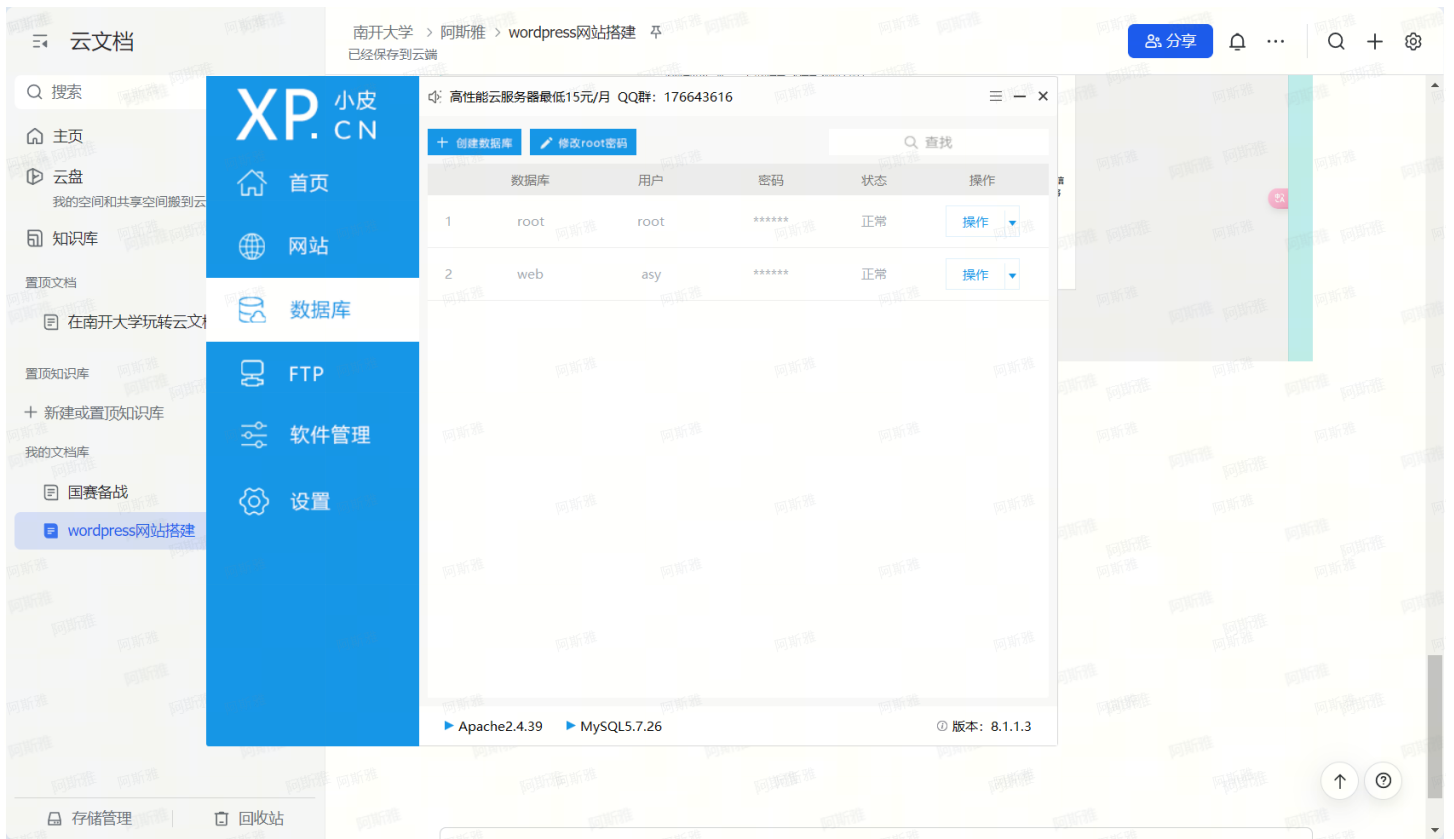 云文档
南开大学 > 阿斯雅 > wordpress网站搭建
已经保存到云端
分享
搜索
主页
云盘
我的空间和共享空间搬到云
知识库
置顶文档
在南开大学玩转云文
置顶知识库
新建或置顶知识库
我的文档库
国赛备战
wordpress网站搭建
存储管理
回收站
XP.小皮CN
首页
网站
数据库
FTP
软件管理
设置
高性能云服务器最低15元/月 QQ群：176643616
创建数据库 修改root密码 查找
数据库 用户 密码 状态 操作
1 root root ****** 正常 操作
2 web asy ****** 正常 操作
Apache2.4.39 MySQL5.7.26 版本：8.1.1.3
阿斯雅